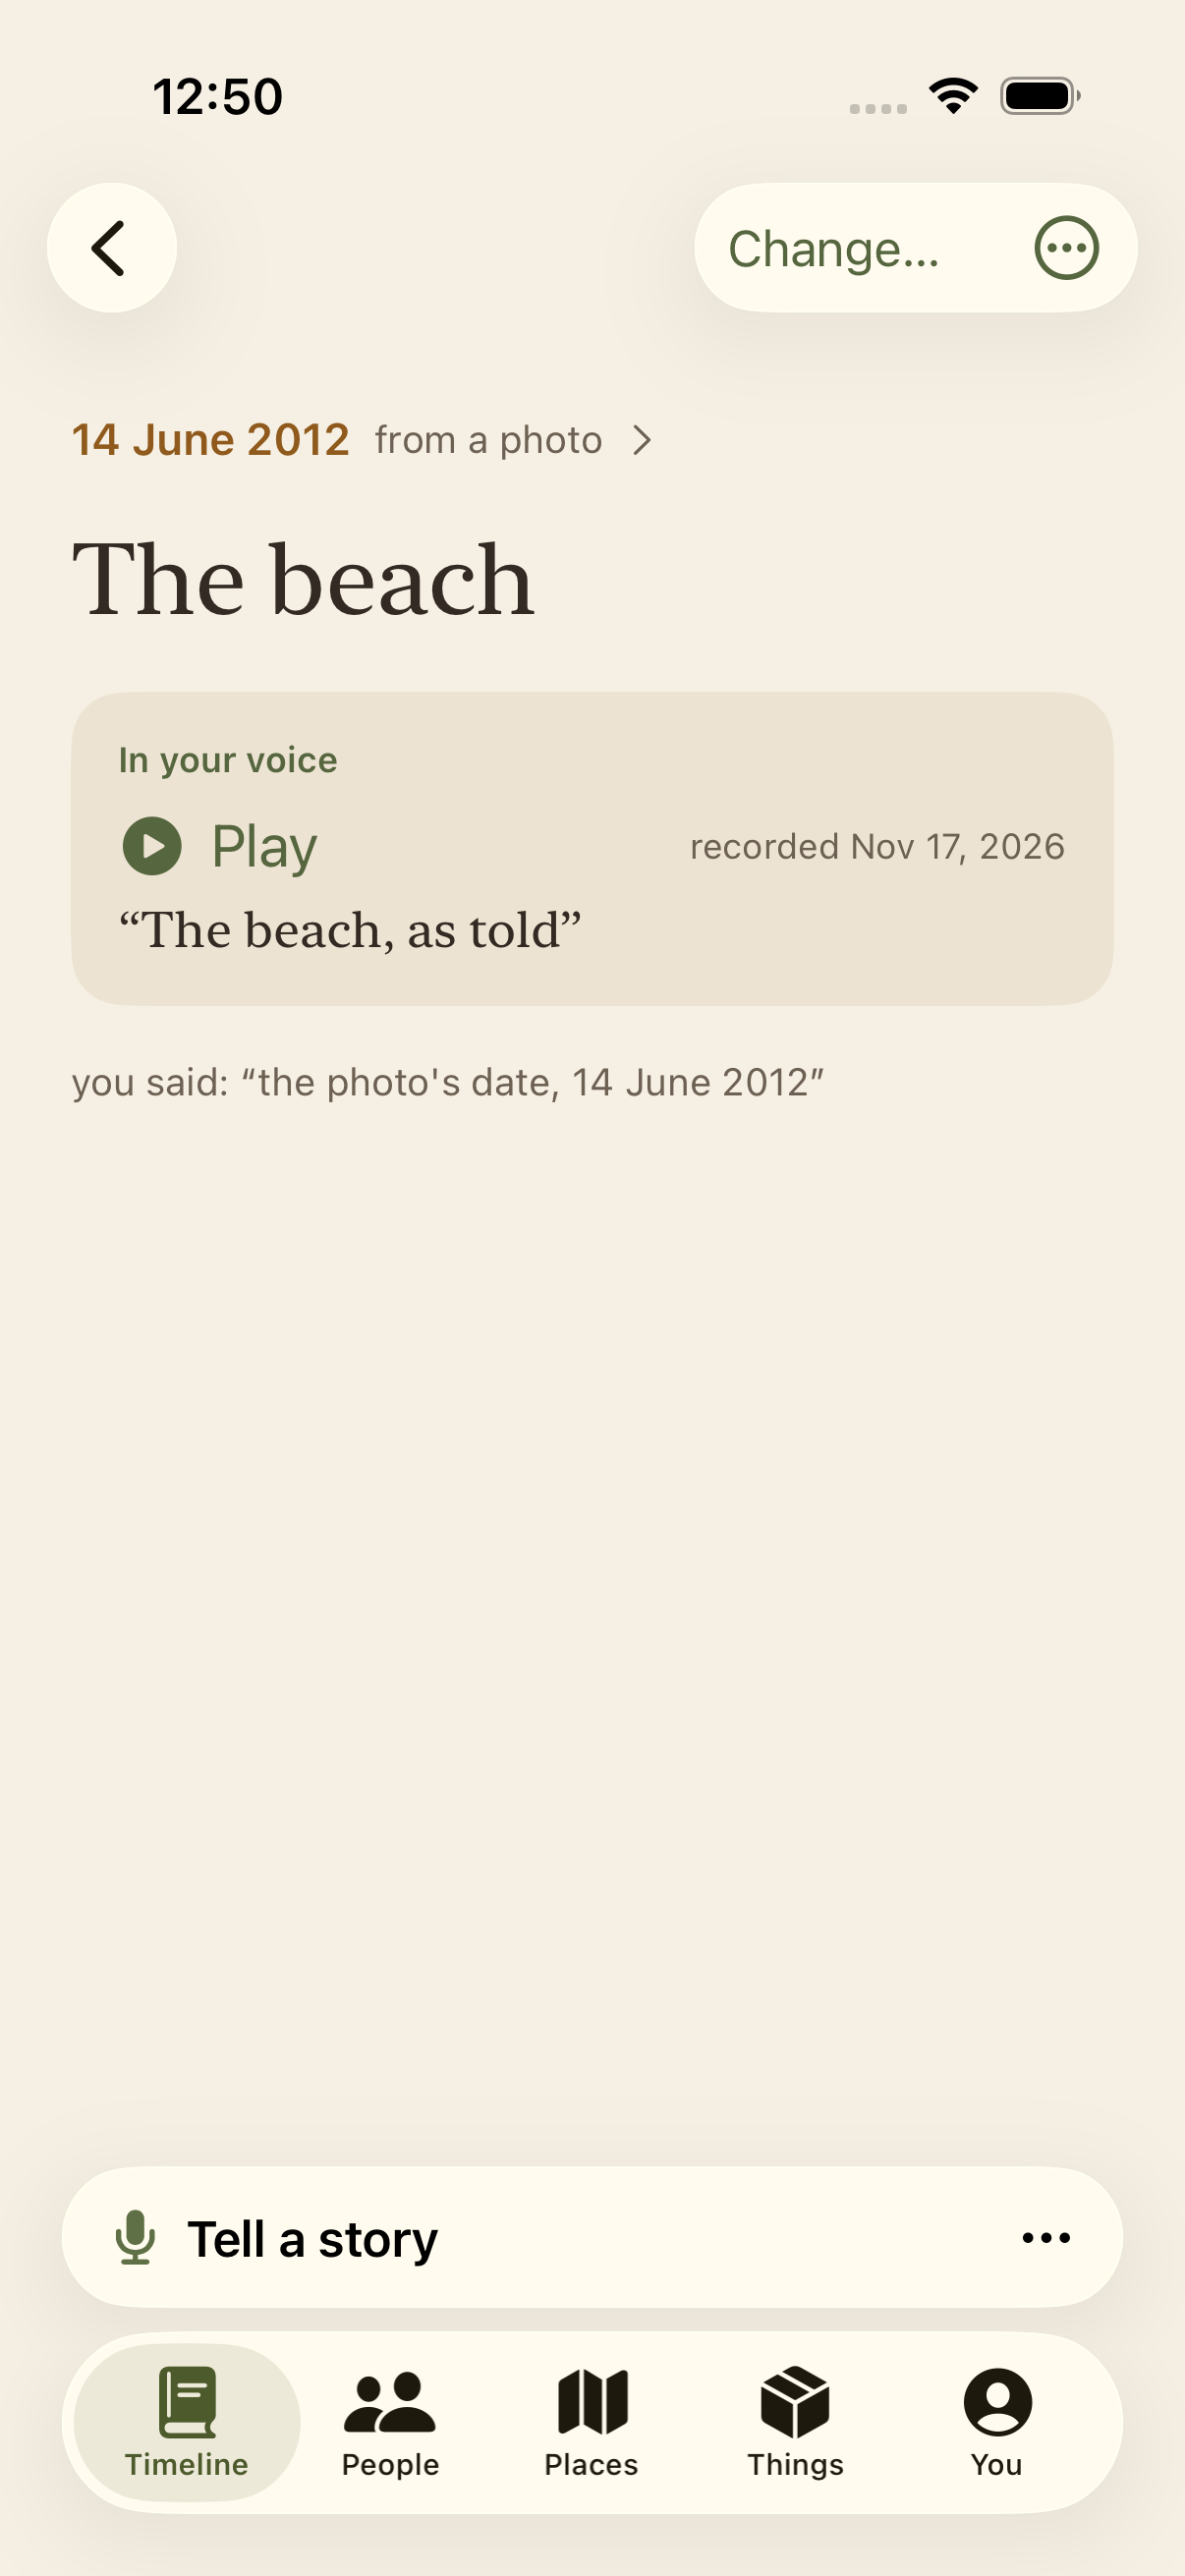 12:50
Change...
14 June 2012 from a photo
The beach
In your voice
Play
recorded Nov 17, 2026
“The beach, as told”
you said: “the photo's date, 14 June 2012”
Tell a story
Timeline
People
Places
Things
You